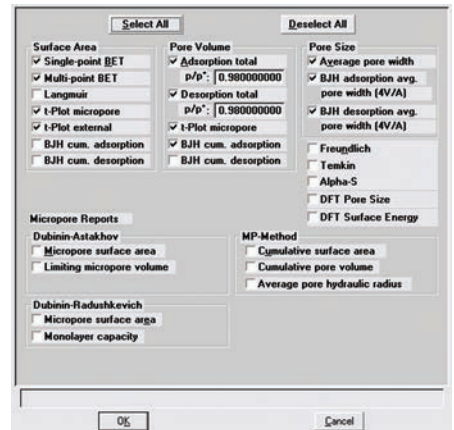 Select All
Deselect All
Surface Area
Single-point BET
Multi-point BET
Langmuir
t-Plot micropore
t-Plot external
BJH cum. adsorption
BJH cum. desorption
Pore Volume
Adsorption total
p/p°: 0.980000000
Desorption total
p/p°: 0.980000000
t-Plot micropore
BJH cum. adsorption
BJH cum. desorption
Pore Size
Average pore width
BJH adsorption avg.
pore width (4V/A)
BJH desorption avg.
pore width (4V/A)
Freundlich
Temkin
Alpha-S
DFT Pore Size
DFT Surface Energy
Micropore Reports
Dubinin-Astakhov
Micropore surface area
Limiting micropore volume
MP-Method
Cumulative surface area
Cumulative pore volume
Average pore hydraulic radius
Dubinin-Radushkevich
Micropore surface area
Monolayer capacity
OK
Cancel